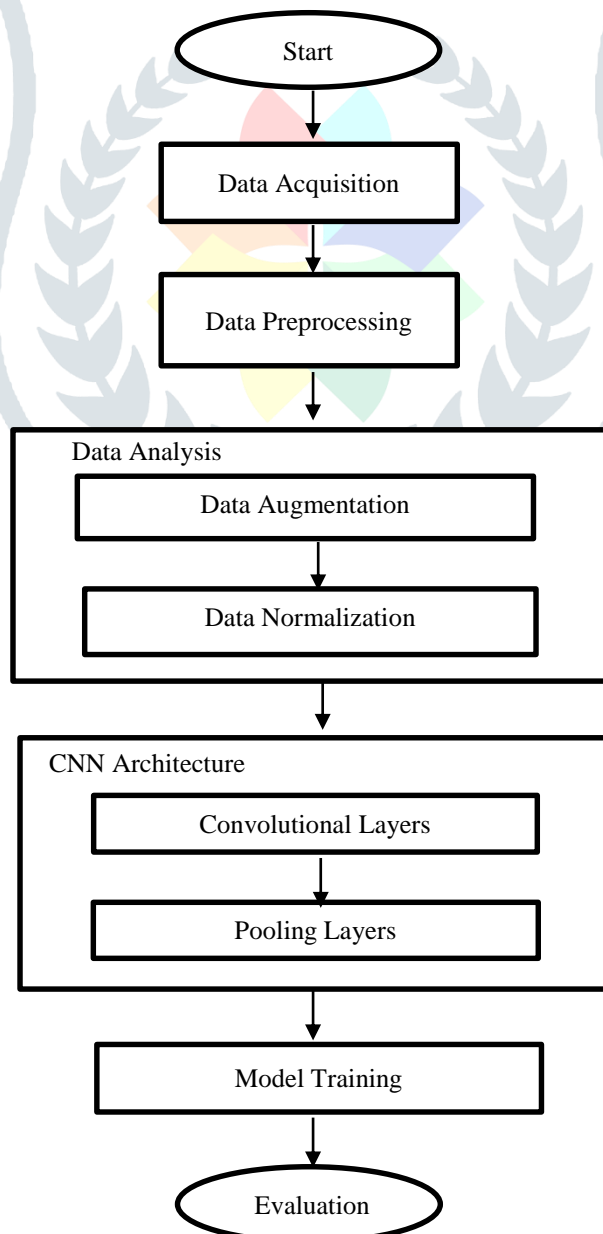 Start
Data Acquisition
Data Preprocessing
Data Analysis
Data Augmentation
Data Normalization
CNN Architecture
Convolutional Layers
Pooling Layers
Model Training
Evaluation